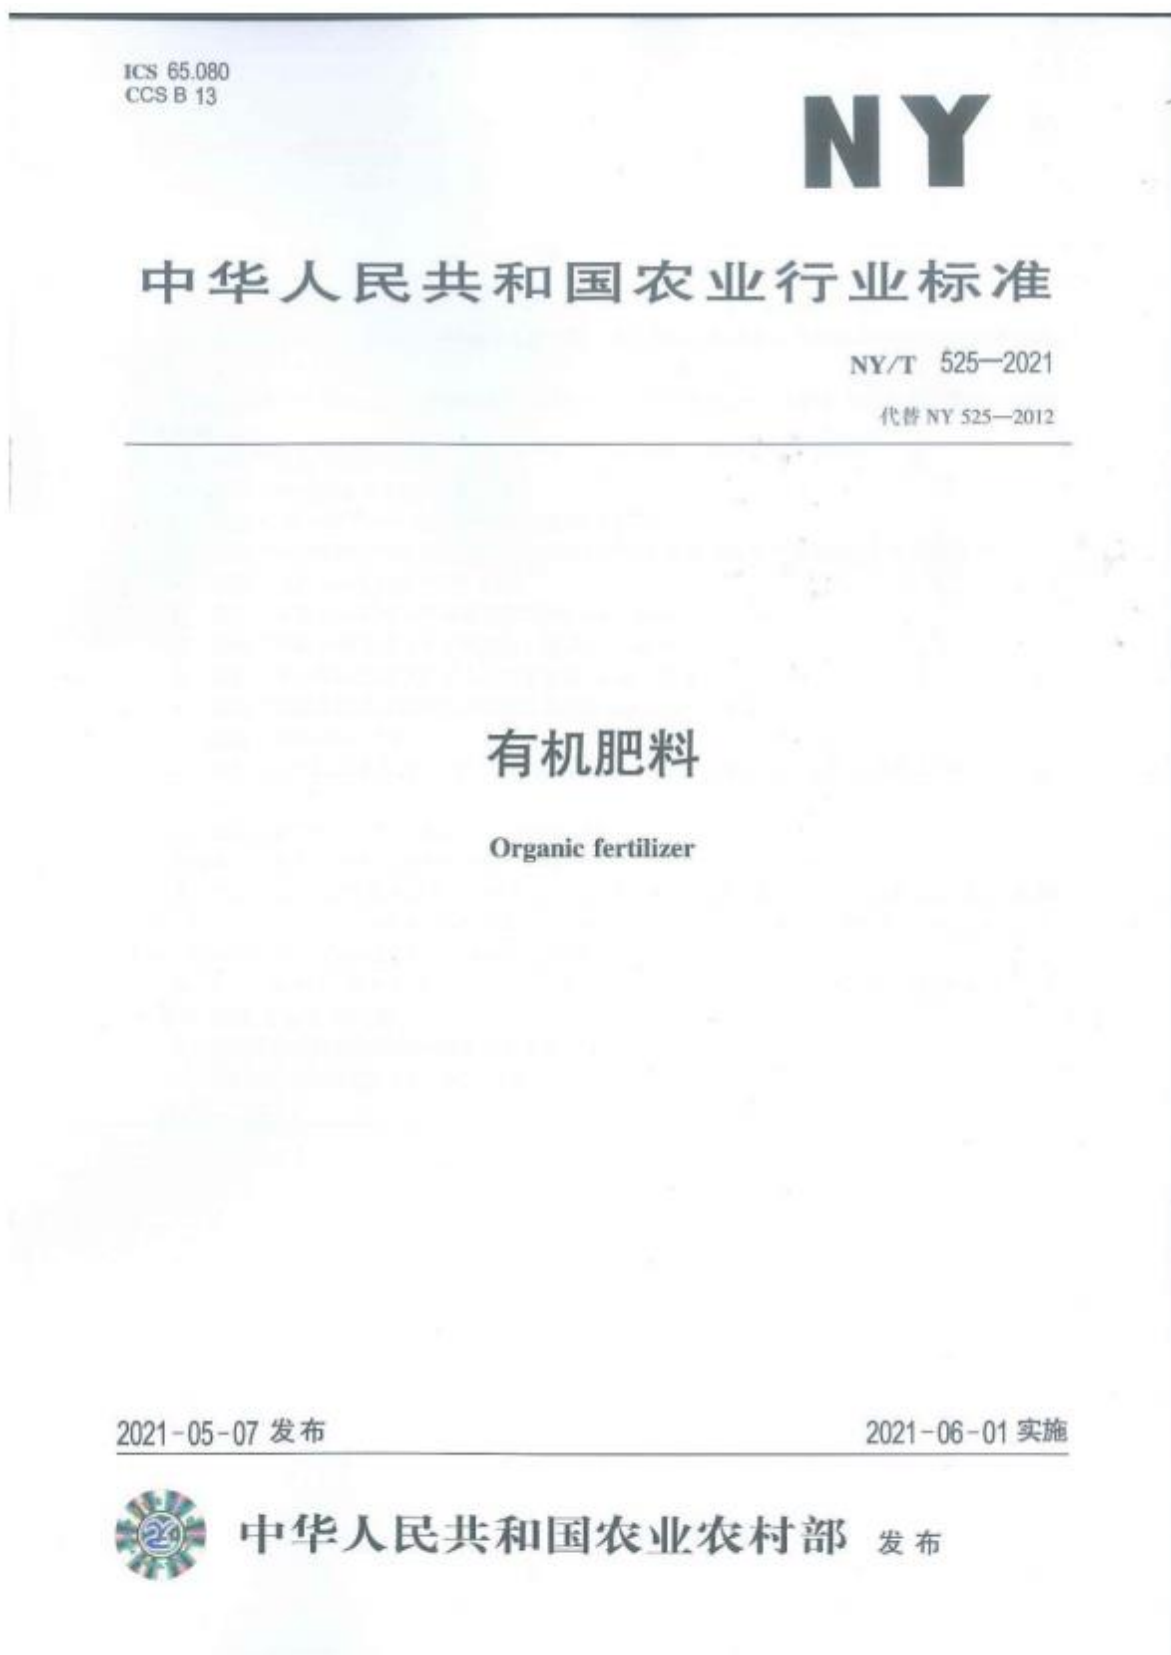 ICS 65.080
CCS B 13
NY
中华人民共和国农业行业标准
NY/T 525—2021
代替 NY 525—2012
有机肥料
Organic fertilizer
2021-05-07 发布
2021-06-01 实施
中华人民共和国农业农村部 发布